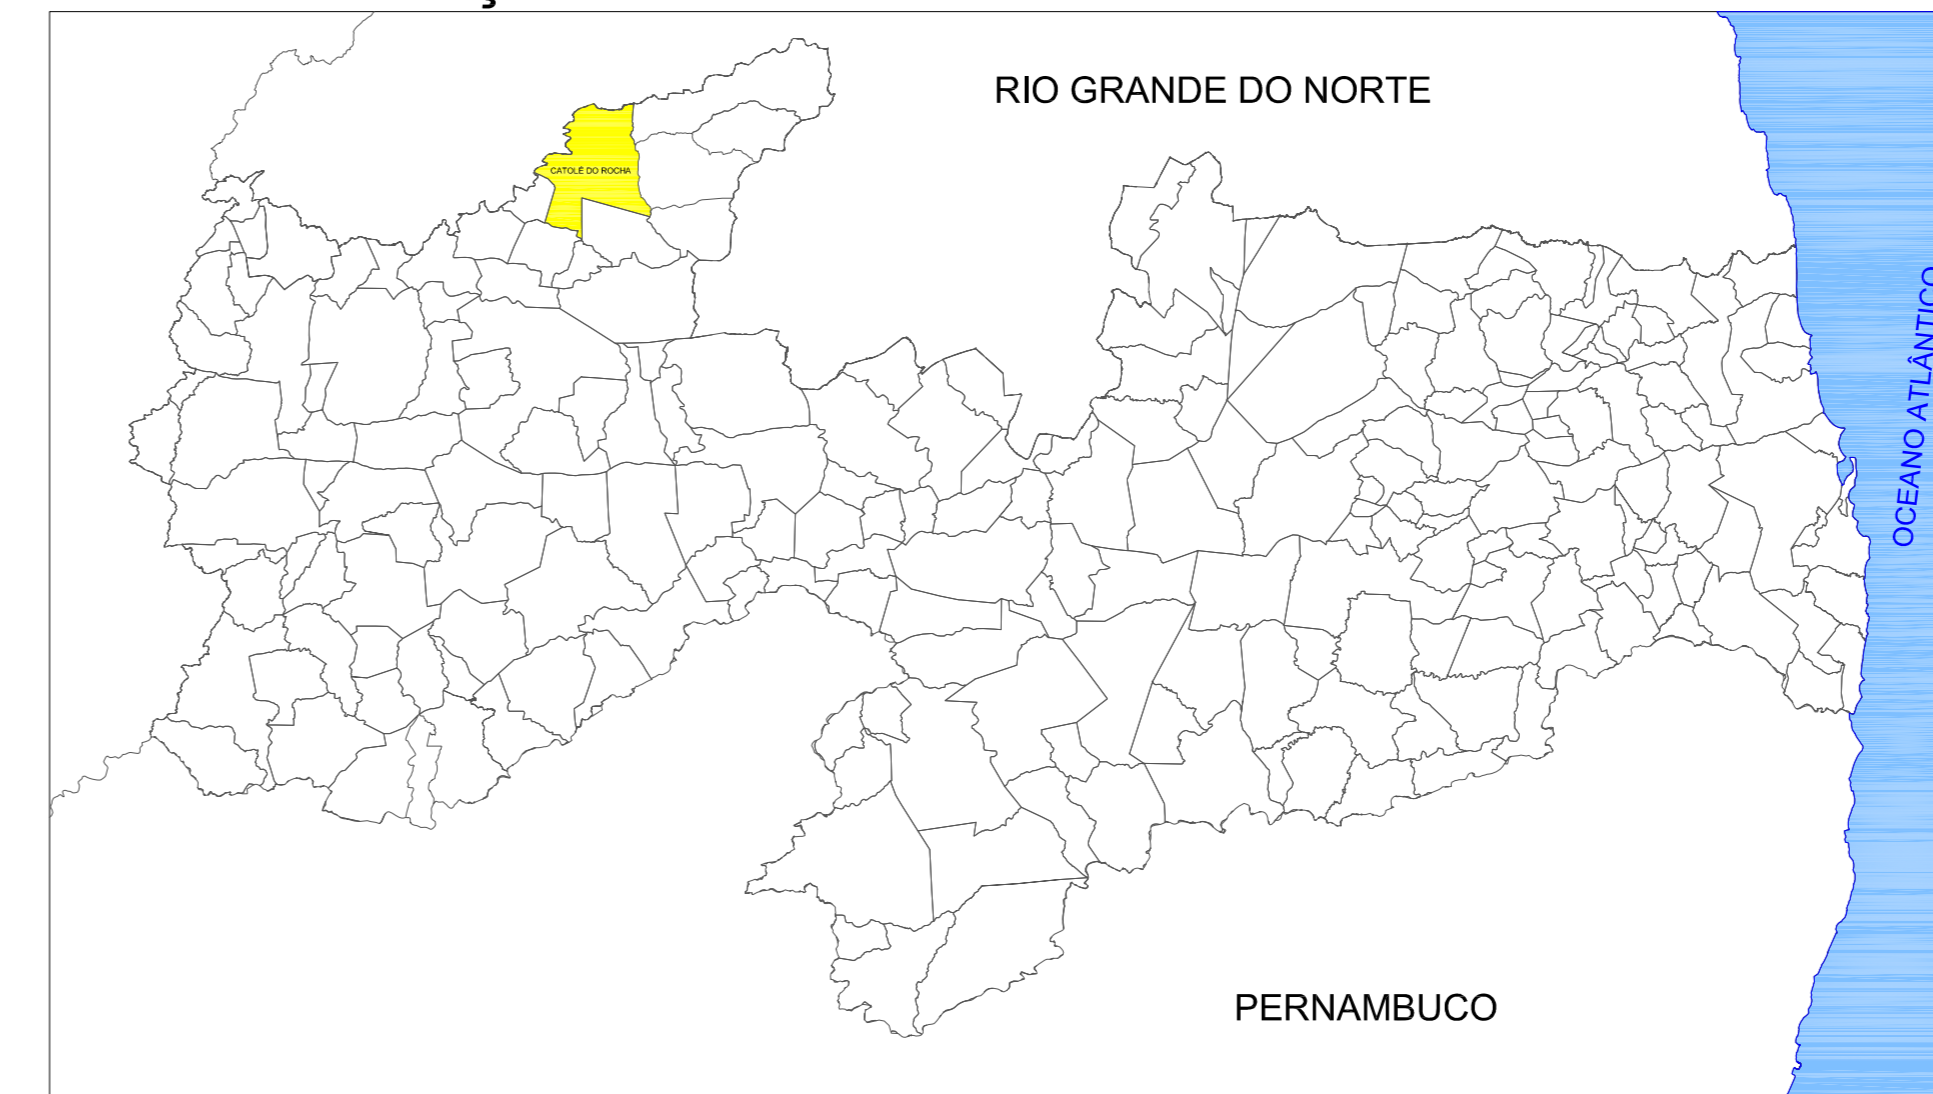 RIO GRANDE DO NORTE
CATOLÉ DO ROCHA
OCEANO ATLÂNTICO
PERNAMBUCO